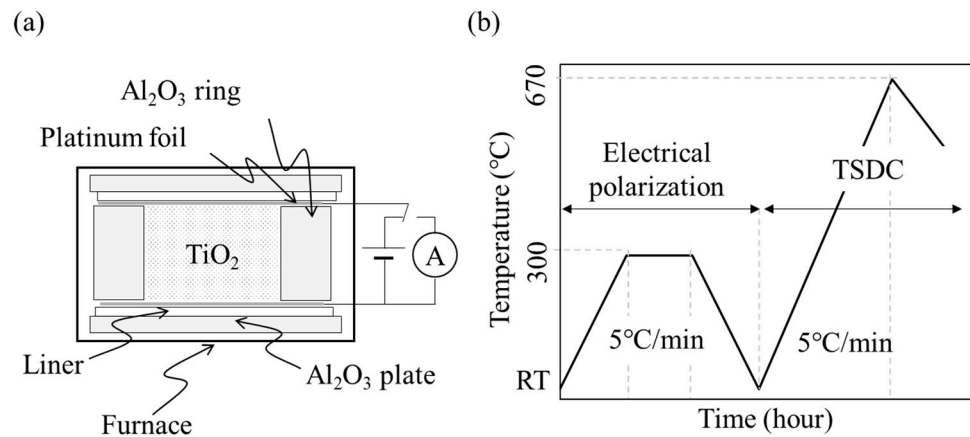 (a)
Al₂O₃ ring
Platinum foil
TiO₂
A
Liner
Al₂O₃ plate
Furnace
(b)
Temperature (°C)
670
300
RT
Electrical
polarization
TSDC
5°C/min
5°C/min
Time (hour)